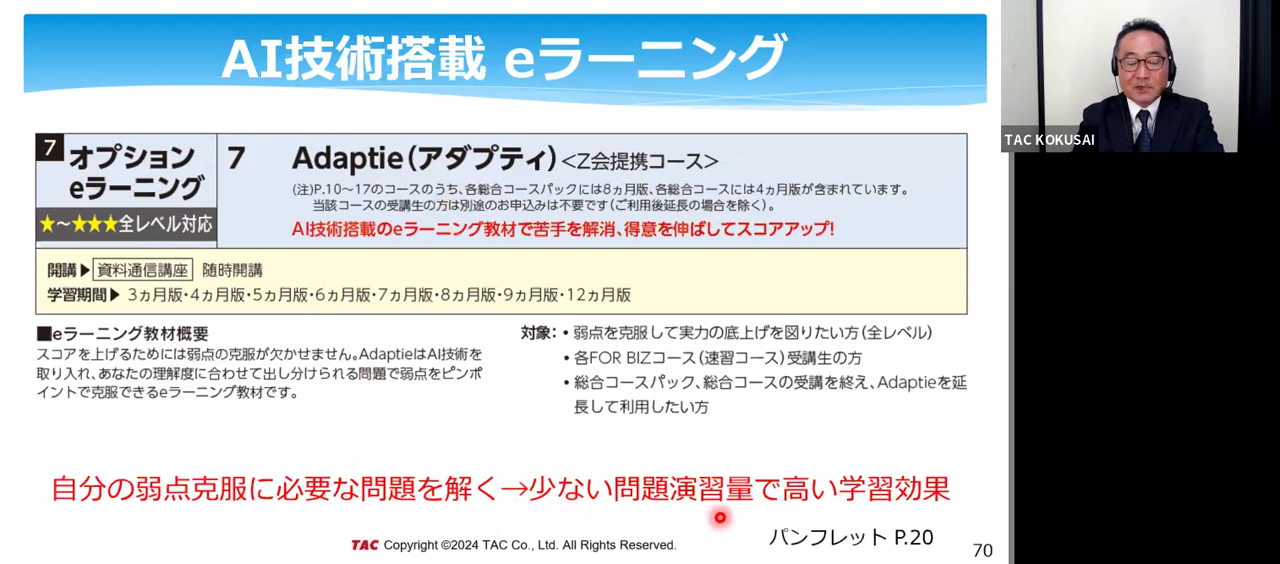 AI技術搭載 eラーニング
TAC KOKUSAI
7 オプション
eラーニング
★～★★★全レベル対応
7 Adaptie(アダプティ)<Z会提携コース>
(注)P.10～17のコースのうち、各総合コースパックには8ヵ月版、各総合コースには4ヵ月版が含まれています。
当該コースの受講生の方は別途のお申込みは不要です(ご利用後延長の場合を除く)。
AI技術搭載のeラーニング教材で苦手を解消、得意を伸ばしてスコアアップ!
開講▶ 資料通信講座 随時開講
学習期間▶ 3ヵ月版・4ヵ月版・5ヵ月版・6ヵ月版・7ヵ月版・8ヵ月版・9ヵ月版・12ヵ月版
■eラーニング教材概要
スコアを上げるためには弱点の克服が欠かせません。AdaptieはAI技術を
取り入れ、あなたの理解度に合わせて出し分けられる問題で弱点をピンポ
イントで克服できるeラーニング教材です。
対象：• 弱点を克服して実力の底上げを図りたい方(全レベル)
• 各FOR BIZコース(速習コース)受講生の方
• 総合コースパック、総合コースの受講を終え、Adaptieを延
長して利用したい方
自分の弱点克服に必要な問題を解く→少ない問題演習量で高い学習効果
パンフレット P.20
TAC Copyright ©2024 TAC Co., Ltd. All Rights Reserved.
70